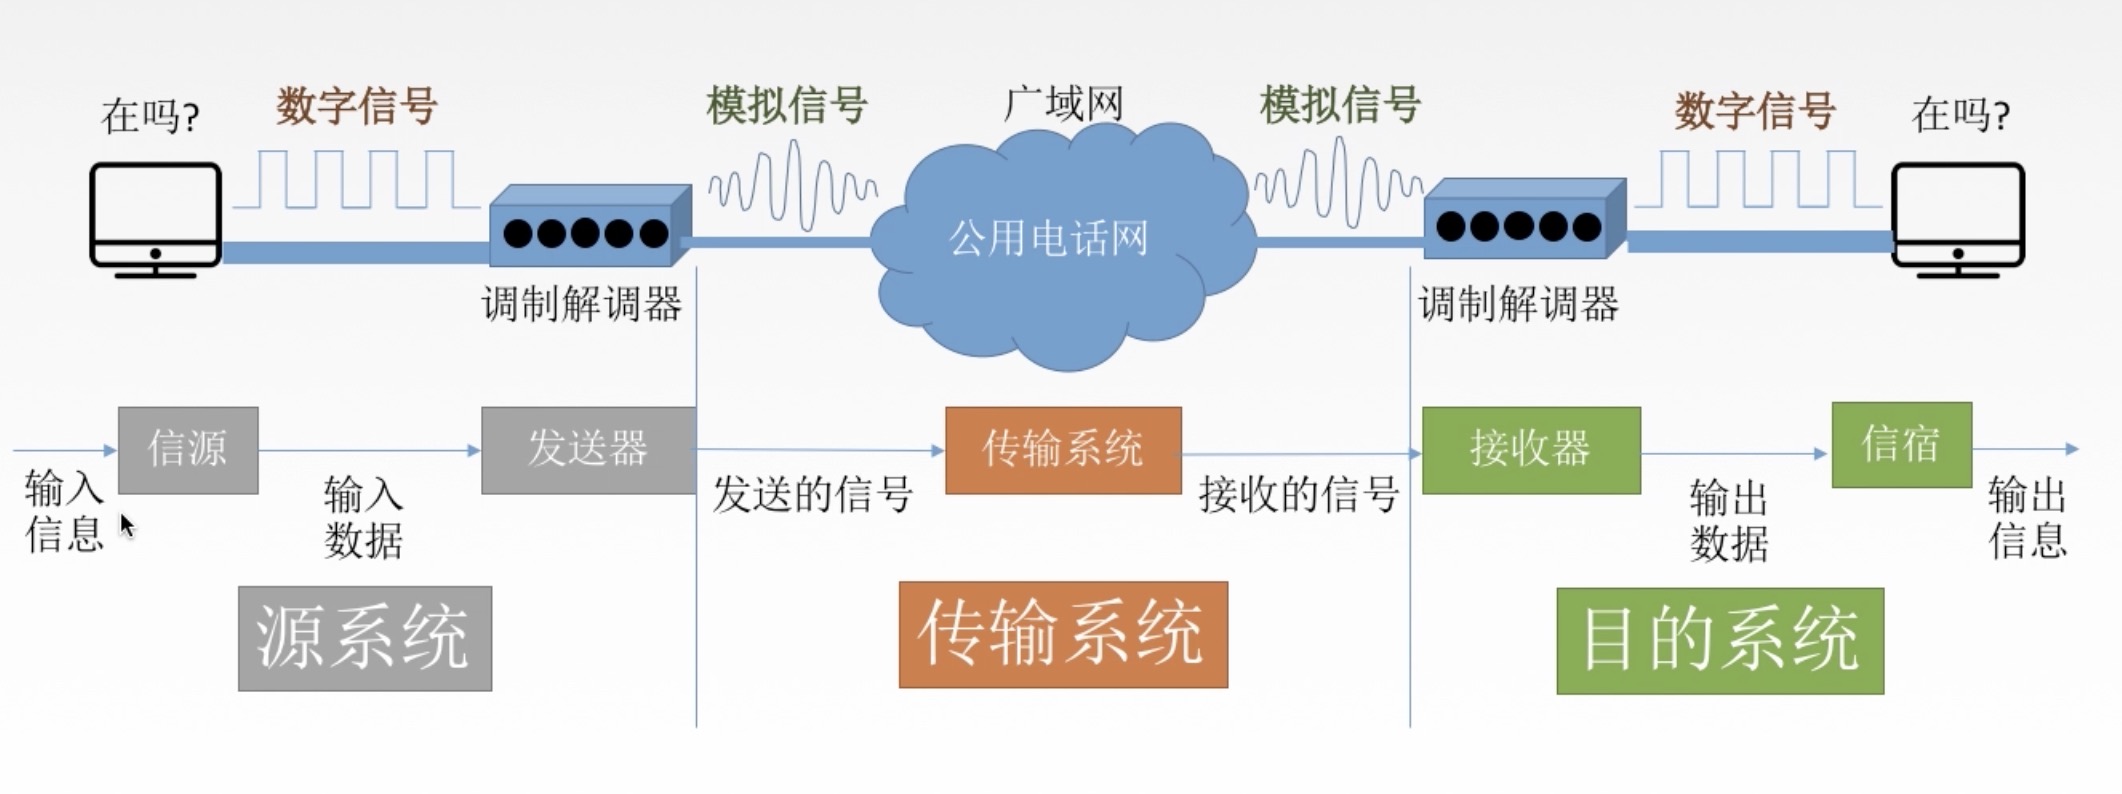 在吗?
数字信号
模拟信号
广域网
模拟信号
数字信号
在吗?
公用电话网
调制解调器
调制解调器
信源
发送器
传输系统
接收器
信宿
输入
信息
输入
数据
发送的信号
接收的信号
输出
数据
输出
信息
源系统
传输系统
目的系统